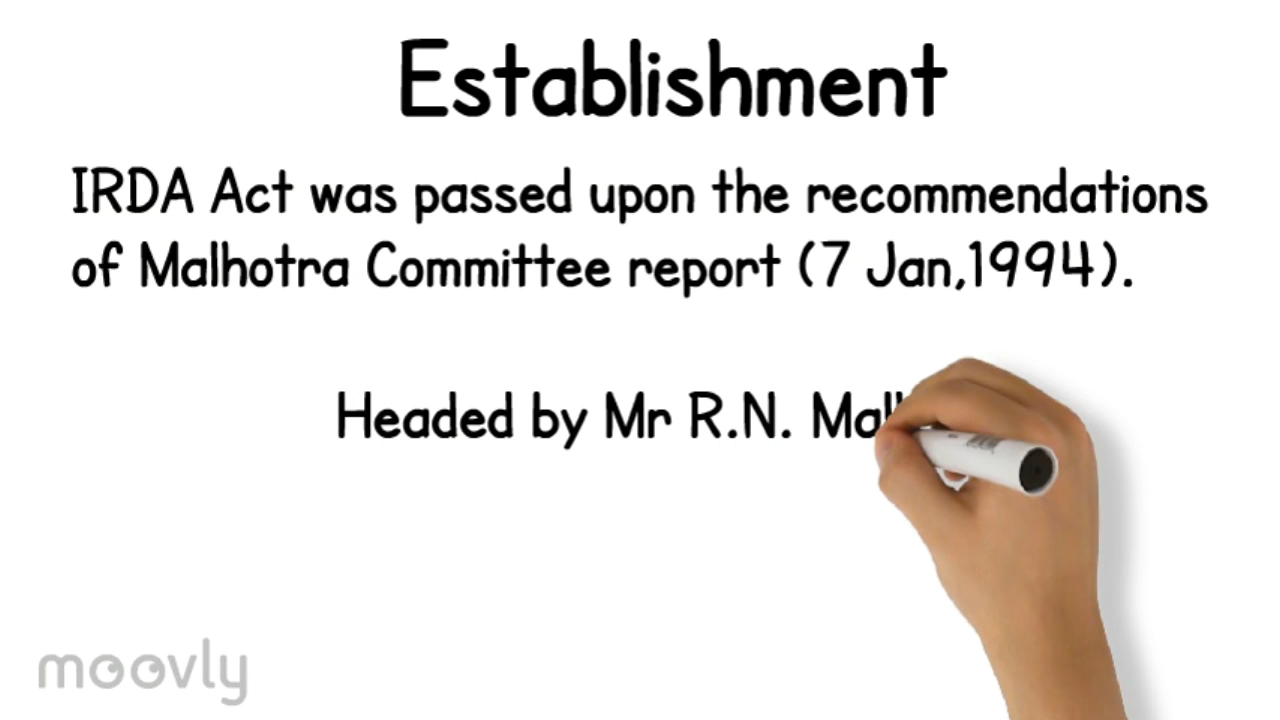 Establishment
IRDA Act was passed upon the recommendations
of Malhotra Committee report (7 Jan,1994).
Headed by Mr R.N.
moovly